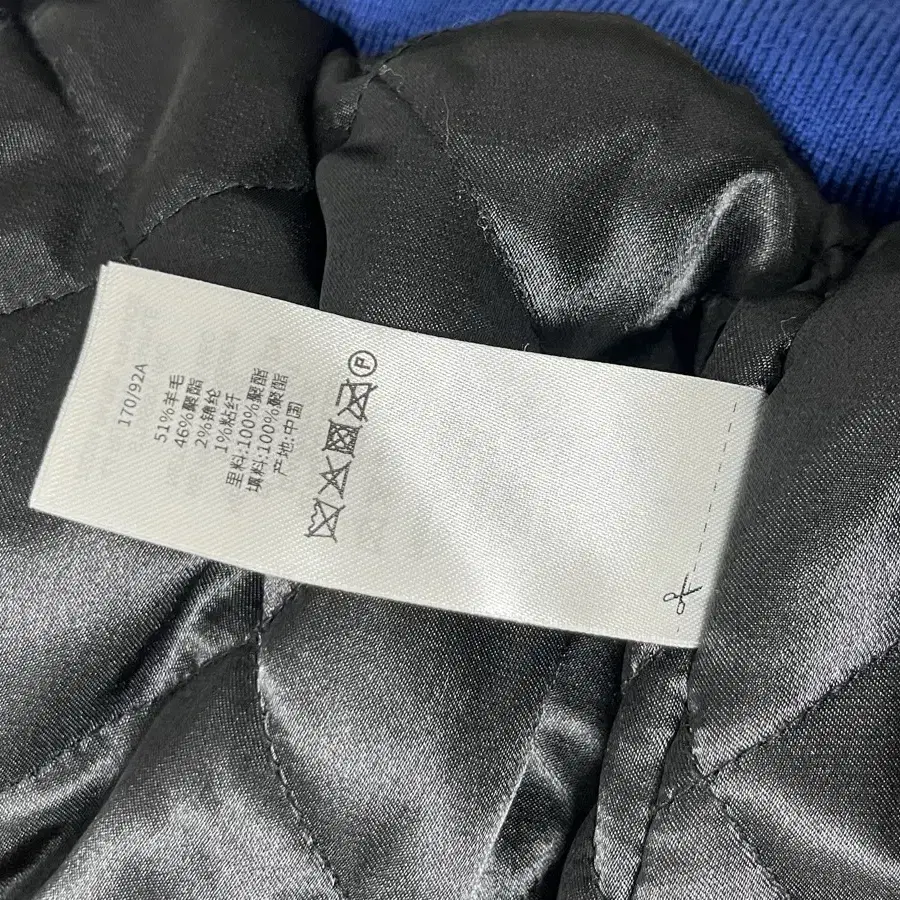 170/92A
51%羊毛
46%聚酯
2%锦纶
1%粘纤
里料:100%聚酯
填料:100%聚酯
产地:中国
P